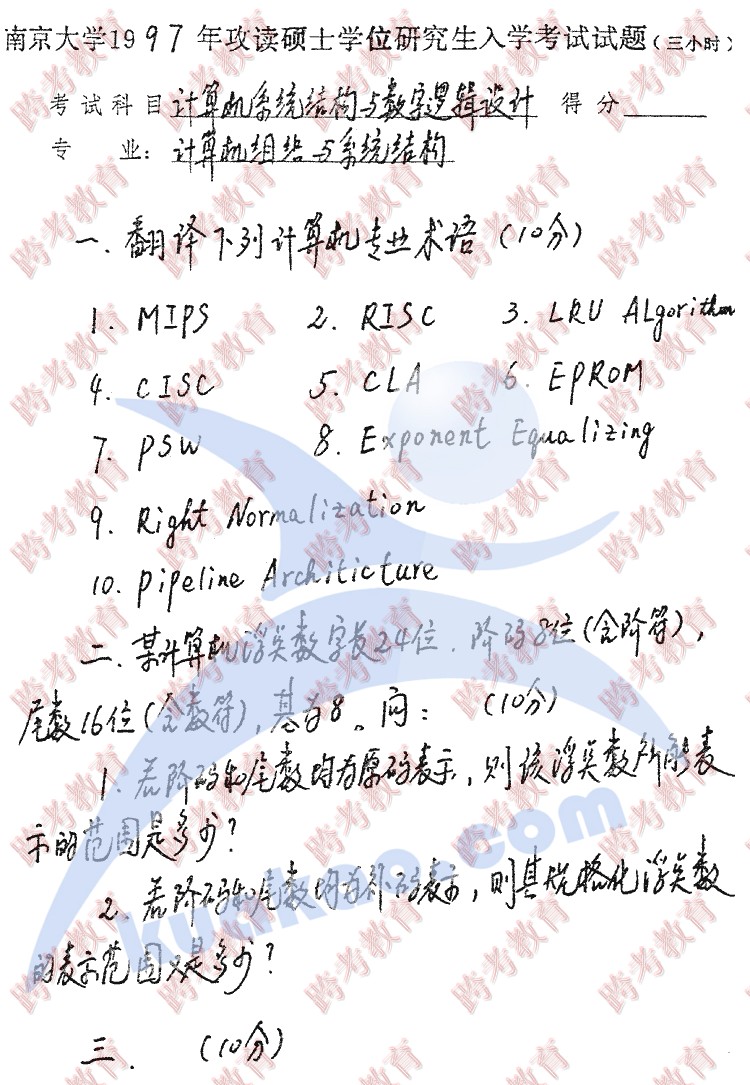 南京大学1997年攻读硕士学位研究生入学考试试题(三小时)
考试科目 计算机系统结构与数字逻辑设计 得分
专 业: 计算机组织与系统结构
一. 翻译下列计算机专业术语 (10分)
1. MIPS 2. RISC 3. LRU ALgorithm
4. CISC 5. CLA 6. EPROM
7. PSW 8. Exponent Equalizing
9. Right Normalization
10. Pipeline Architicture
二. 某计算机浮点数字长24位. 阶码8位(含阶符),
尾数16位(含数符), 基为8。问: (10分)
1. 若阶码和尾数均为原码表示, 则该浮点数所能表
示的范围是多少?
2. 若阶码和尾数均为补码表示, 则其规格化浮点数
的表示范围又是多少?
三. (10分)
跨考教育
kuakao.com